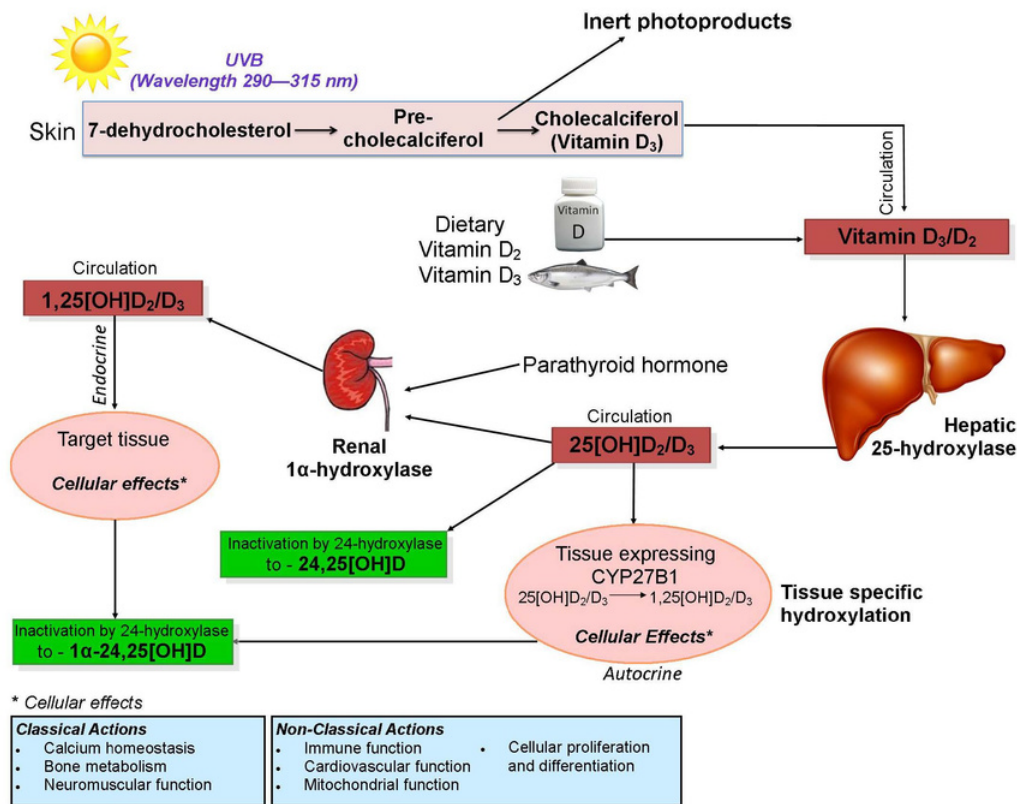 Inert photoproducts
UVB
(Wavelength 290—315 nm)
Skin
7-dehydrocholesterol
Pre-
cholecalciferol
Cholecalciferol
(Vitamin D₃)
Circulation
Vitamin
D
Dietary
Vitamin D₂
Vitamin D₃
Vitamin D₃/D₂
Circulation
1,25[OH]D₂/D₃
Endocrine
Parathyroid hormone
Renal
1α-hydroxylase
Circulation
25[OH]D₂/D₃
Hepatic
25-hydroxylase
Target tissue
Cellular effects*
Inactivation by 24-hydroxylase
to - 24,25[OH]D
Tissue expressing
CYP27B1
25[OH]D₂/D₃ 1,25[OH]D₂/D₃
Cellular Effects*
Autocrine
Tissue specific
hydroxylation
Inactivation by 24-hydroxylase
to - 1α-24,25[OH]D
* Cellular effects
Classical Actions
• Calcium homeostasis
• Bone metabolism
• Neuromuscular function
Non-Classical Actions
• Immune function
• Cardiovascular function
• Mitochondrial function
• Cellular proliferation
and differentiation